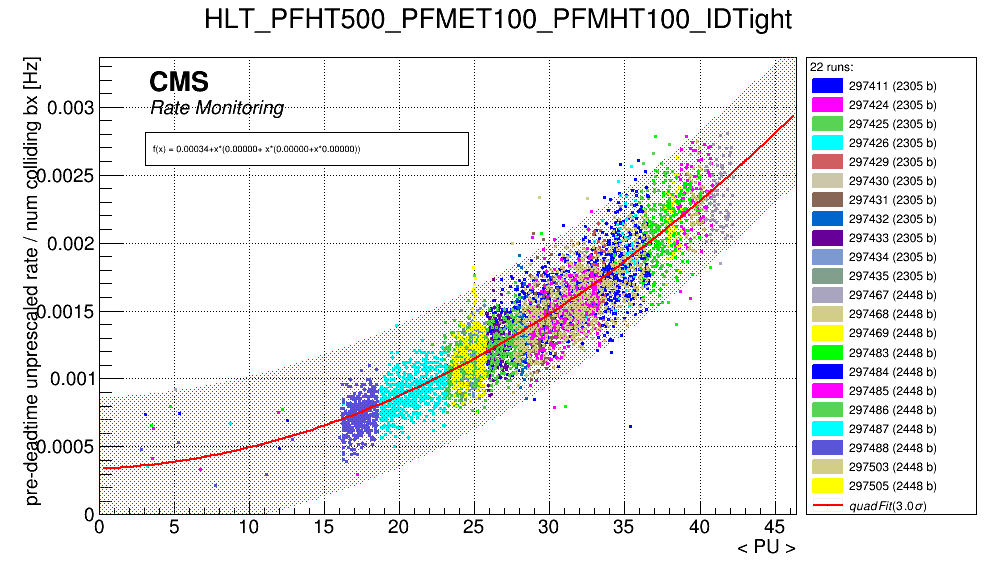 HLT_PFHT500_PFMET100_PFMHT100_IDTight
pre-deadtime unprescaled rate / num colliding bx [Hz]
CMS
Rate Monitoring
f(x) = 0.00034+x*(0.00000+ x*(0.00000+x*0.00000))
0.003
0.0025
0.002
0.0015
0.001
0.0005
0
0 5 10 15 20 25 30 35 40 45
< PU >
22 runs:
297411 (2305 b)
297424 (2305 b)
297425 (2305 b)
297426 (2305 b)
297429 (2305 b)
297430 (2305 b)
297431 (2305 b)
297432 (2305 b)
297433 (2305 b)
297434 (2305 b)
297435 (2305 b)
297467 (2448 b)
297468 (2448 b)
297469 (2448 b)
297483 (2448 b)
297484 (2448 b)
297485 (2448 b)
297486 (2448 b)
297487 (2448 b)
297488 (2448 b)
297503 (2448 b)
297505 (2448 b)
quadFit(3.0σ)